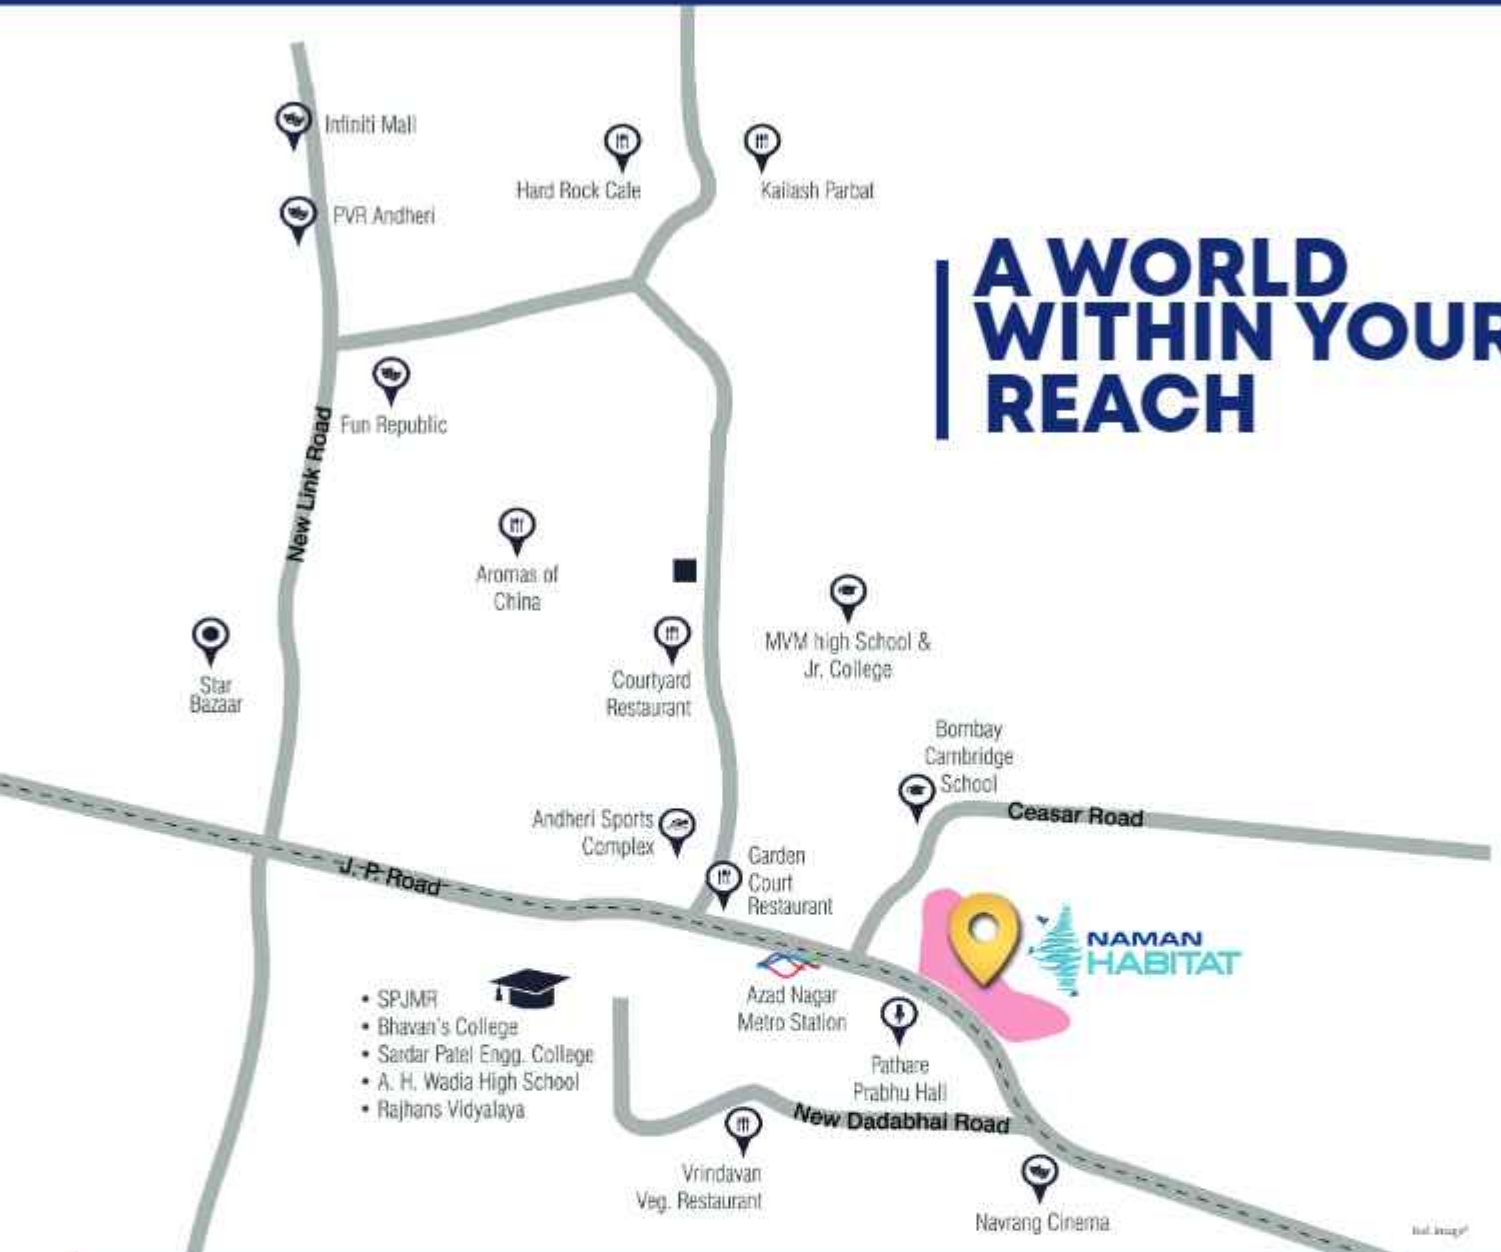 Infiniti Mall
Hard Rock Cafe
Kailash Parbat
PVR Andheri
A WORLD
WITHIN YOUR
REACH
Fun Republic
New Link Road
Aromas of
China
MVM high School &
Jr. College
Courtyard
Restaurant
Star
Bazaar
Bombay
Cambridge
School
Ceasar Road
Andheri Sports
Complex
Garden
Court
Restaurant
J. P. Road
NAMAN
HABITAT
Azad Nagar
Metro Station
• SPJMR
• Bhavan's College
• Sardar Patel Engg. College
• A. H. Wadia High School
• Rajhans Vidyalaya
Pathare
Prabhu Hall
New Dadabhai Road
Vrindavan
Veg. Restaurant
Navrang Cinema